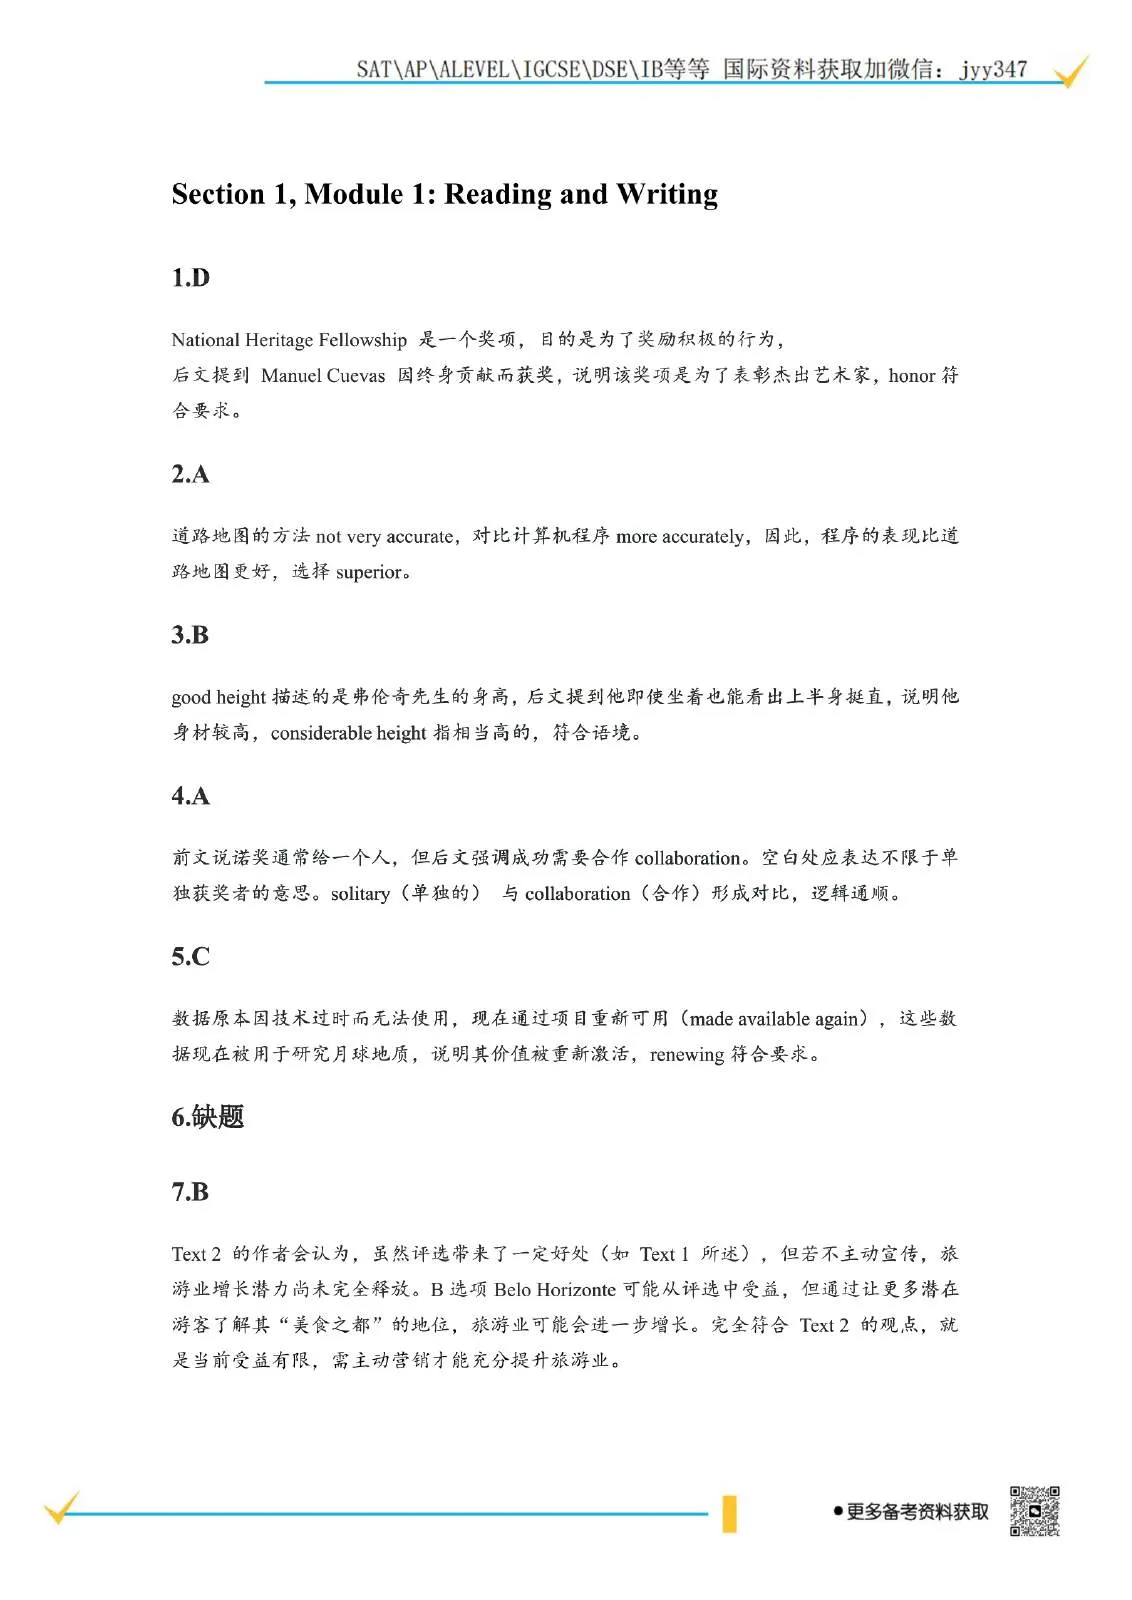 SAT\AP\ALEVEL\IGCSE\DSE\IB等等 国际资料获取加微信：jyy347
Section 1, Module 1: Reading and Writing
1.D
National Heritage Fellowship 是一个奖项，目的是为了奖励积极的行为，
后文提到 Manuel Cuevas 因终身贡献而获奖，说明该奖项是为了表彰杰出艺术家，honor 符
合要求。
2.A
道路地图的方法 not very accurate，对比计算机程序 more accurately，因此，程序的表现比道
路地图更好，选择 superior。
3.B
good height 描述的是弗伦奇先生的身高，后文提到他即使坐着也能看出上半身挺直，说明他
身材较高，considerable height 指相当高的，符合语境。
4.A
前文说诺奖通常给一个人，但后文强调成功需要合作 collaboration。空白处应表达不限于单
独获奖者的意思。solitary（单独的） 与 collaboration（合作）形成对比，逻辑通顺。
5.C
数据原本因技术过时而无法使用，现在通过项目重新可用（made available again），这些数
据现在被用于研究月球地质，说明其价值被重新激活，renewing 符合要求。
6.缺题
7.B
Text 2 的作者会认为，虽然评选带来了一定好处（如 Text 1 所述），但若不主动宣传，旅
游业增长潜力尚未完全释放。B 选项 Belo Horizonte 可能从评选中受益，但通过让更多潜在
游客了解其“美食之都”的地位，旅游业可能会进一步增长。完全符合 Text 2 的观点，就
是当前受益有限，需主动营销才能充分提升旅游业。
●更多备考资料获取